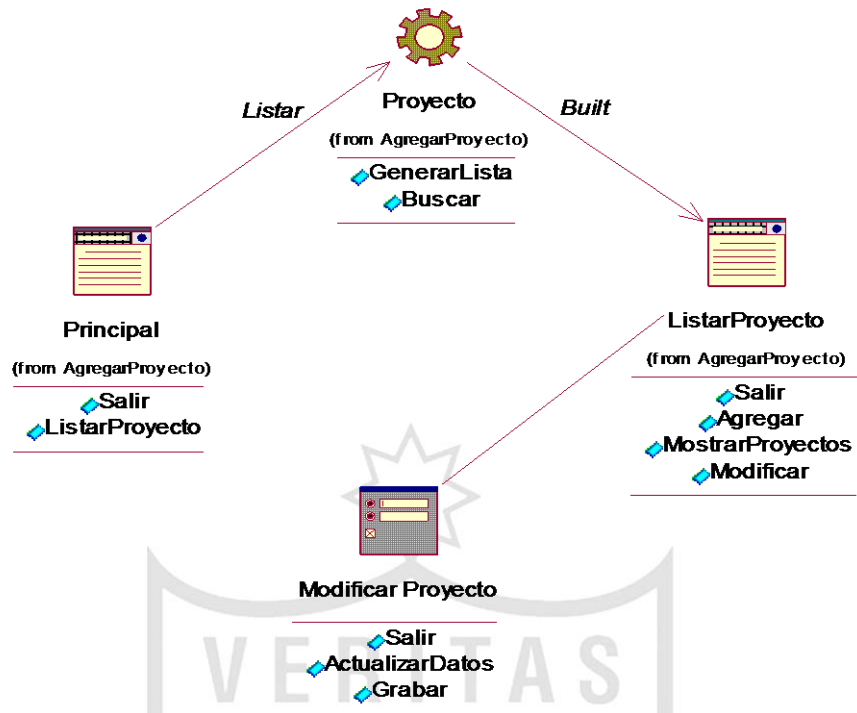 Listar
Built
Proyecto
(from AgregarProyecto)
GenerarLista
Buscar
Principal
(from AgregarProyecto)
Salir
ListarProyecto
ListarProyecto
(from AgregarProyecto)
Salir
Agregar
MostrarProyectos
Modificar
Modificar Proyecto
Salir
ActualizarDatos
Grabar
VERITAS